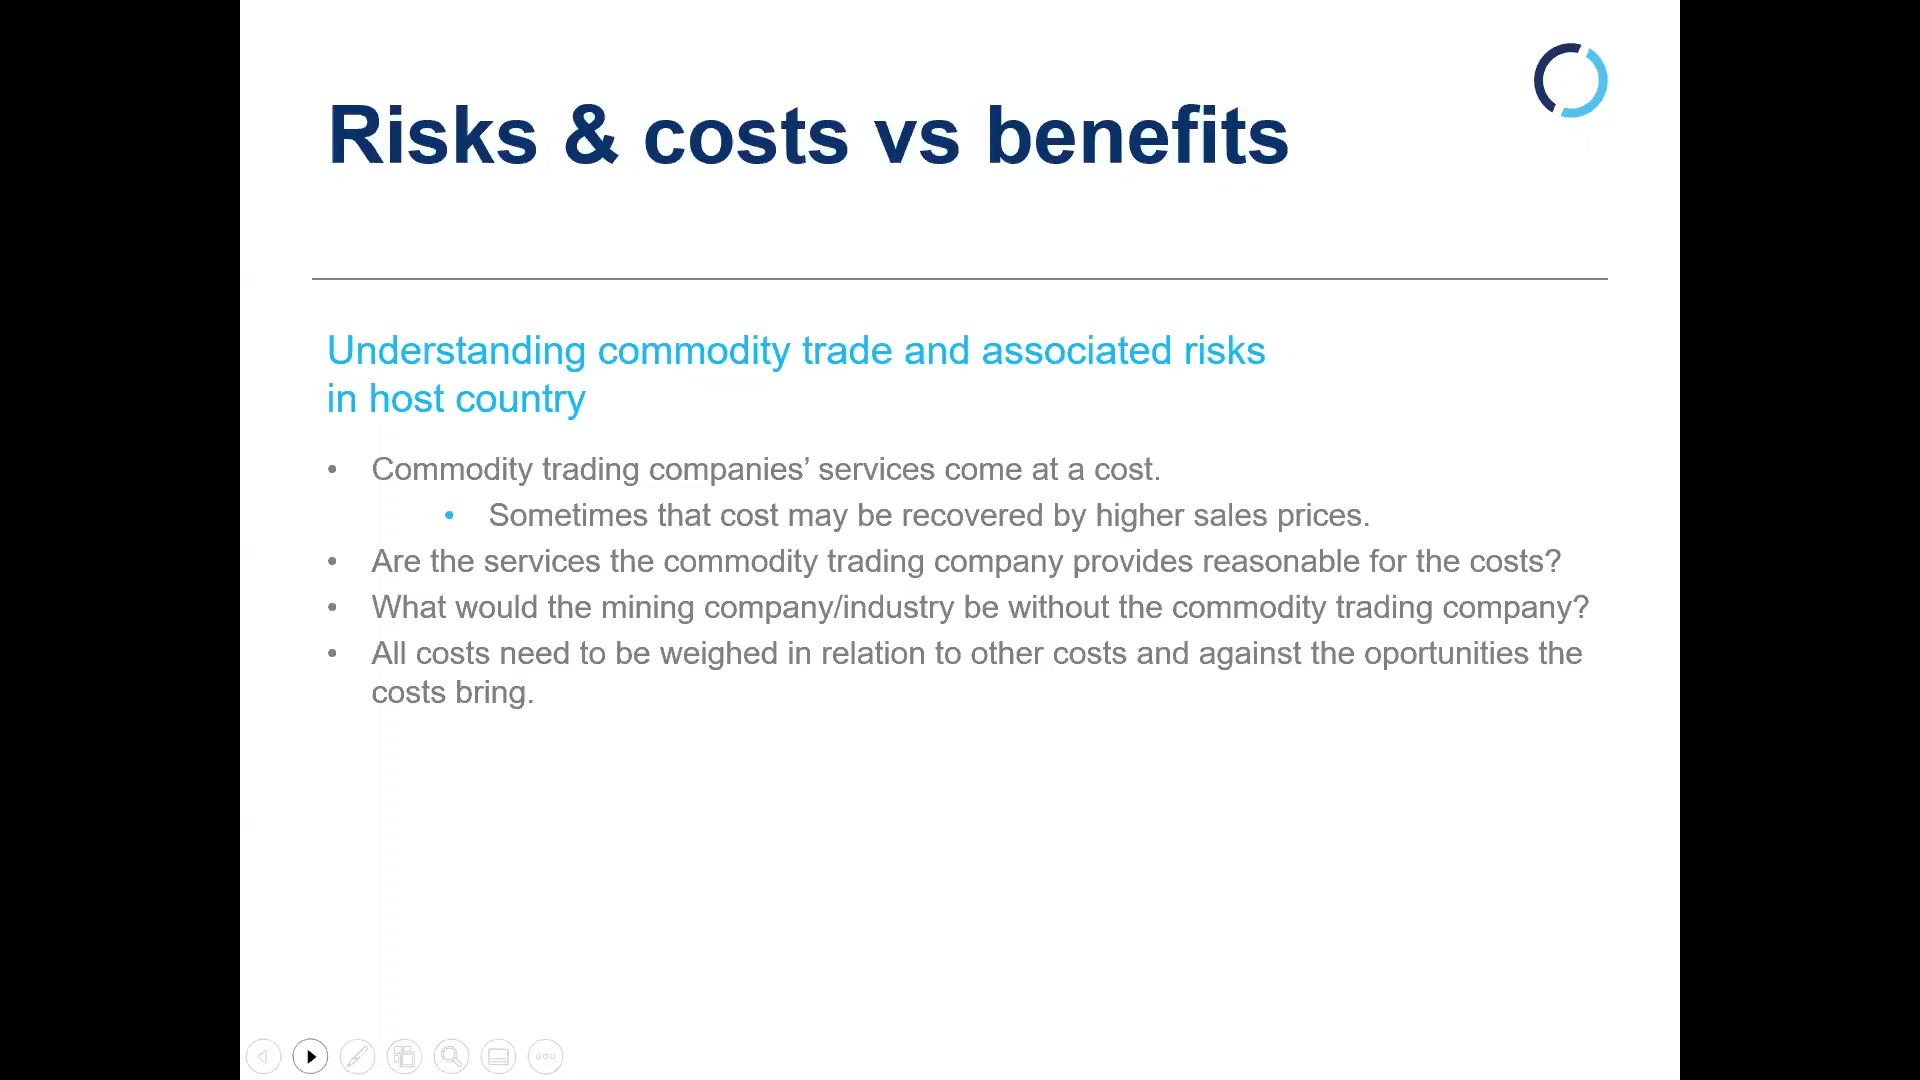 Risks & costs vs benefits
Understanding commodity trade and associated risks
in host country
• Commodity trading companies’ services come at a cost.
• Sometimes that cost may be recovered by higher sales prices.
• Are the services the commodity trading company provides reasonable for the costs?
• What would the mining company/industry be without the commodity trading company?
• All costs need to be weighed in relation to other costs and against the oportunities the
costs bring.